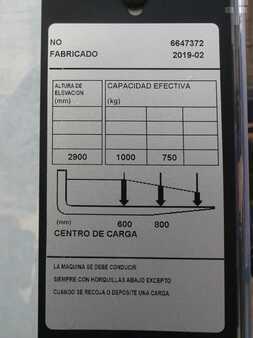 NO 6647372
FABRICADO 2019-02
ALTURA DE CAPACIDAD EFECTIVA
ELEVACION
(mm) (kg)
2900 1000 750
(mm) 600 800
CENTRO DE CARGA
LA MAQUINA SE DEBE CONDUCIR
SIEMPRE CON HORQUILLAS ABAJO EXCEPTO
CUANDO SE RECOJA O DEPOSITE UNA CARGA